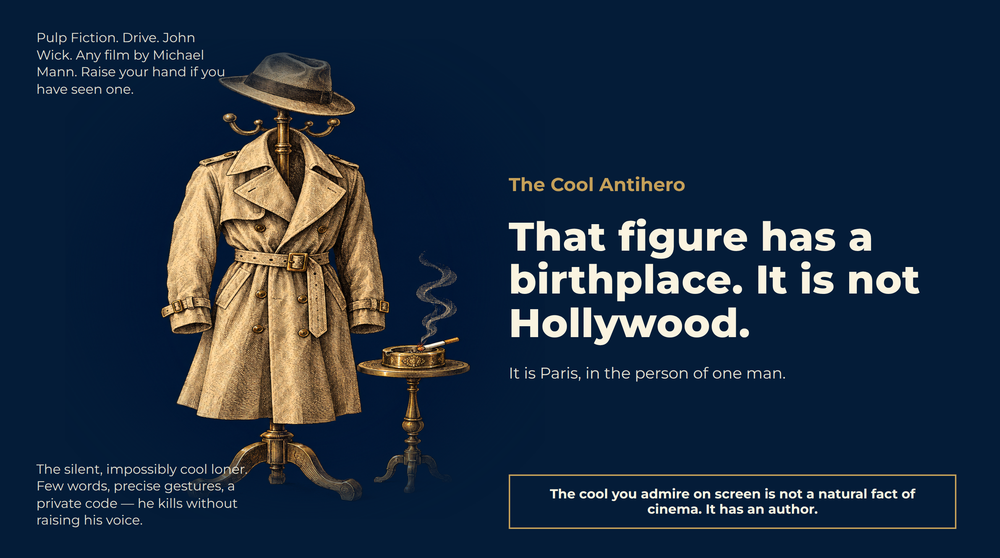 Pulp Fiction. Drive. John
Wick. Any film by Michael
Mann. Raise your hand if you
have seen one.
The Cool Antihero
That figure has a
birthplace. It is not
Hollywood.
It is Paris, in the person of one man.
The silent, impossibly cool loner.
Few words, precise gestures, a
private code — he kills without
raising his voice.
The cool you admire on screen is not a natural fact of
cinema. It has an author.